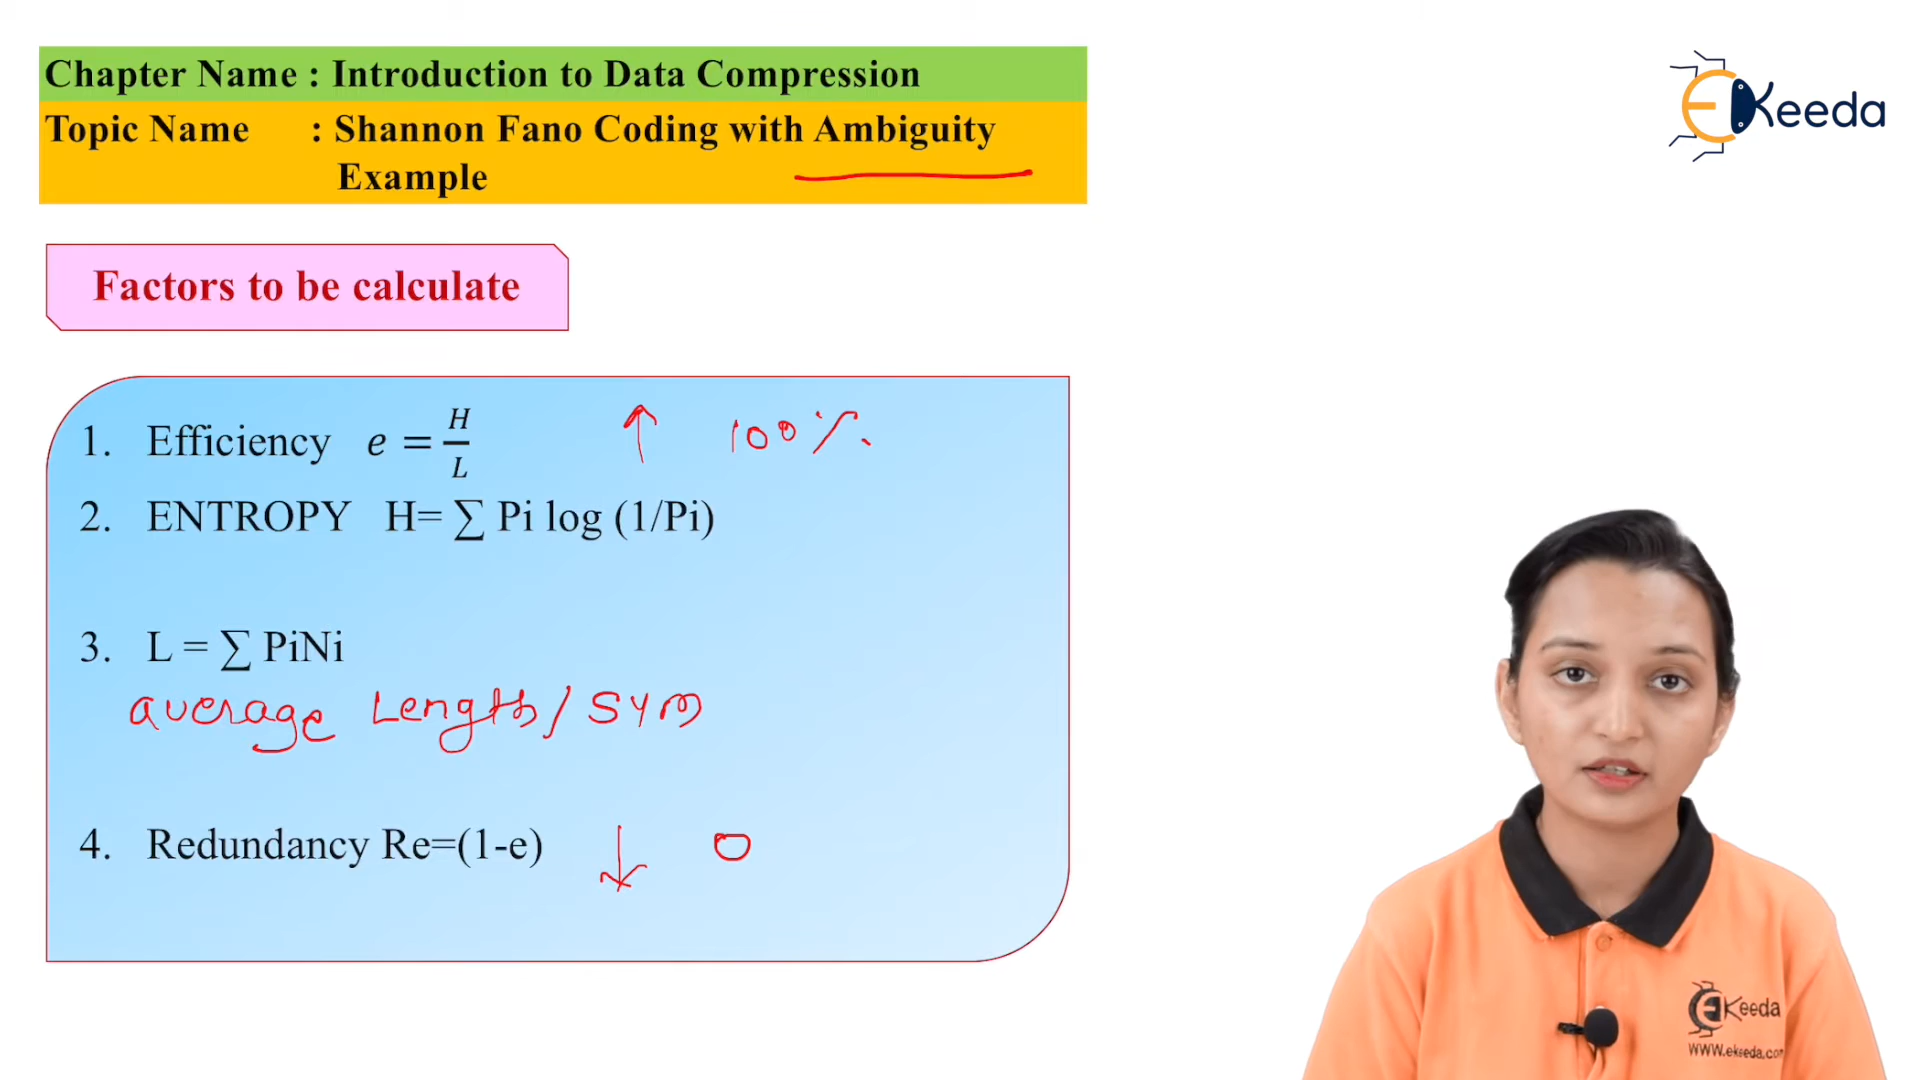 Chapter Name : Introduction to Data Compression
Topic Name : Shannon Fano Coding with Ambiguity
Example
EKeeda
Factors to be calculate
1. Efficiency e = H/L ↑ 100%
2. ENTROPY H= ∑ Pi log (1/Pi)
3. L = ∑ PiNi
average Length/sym
4. Redundancy Re=(1-e) ↓ 0
EKeeda
www.ekeeda.com